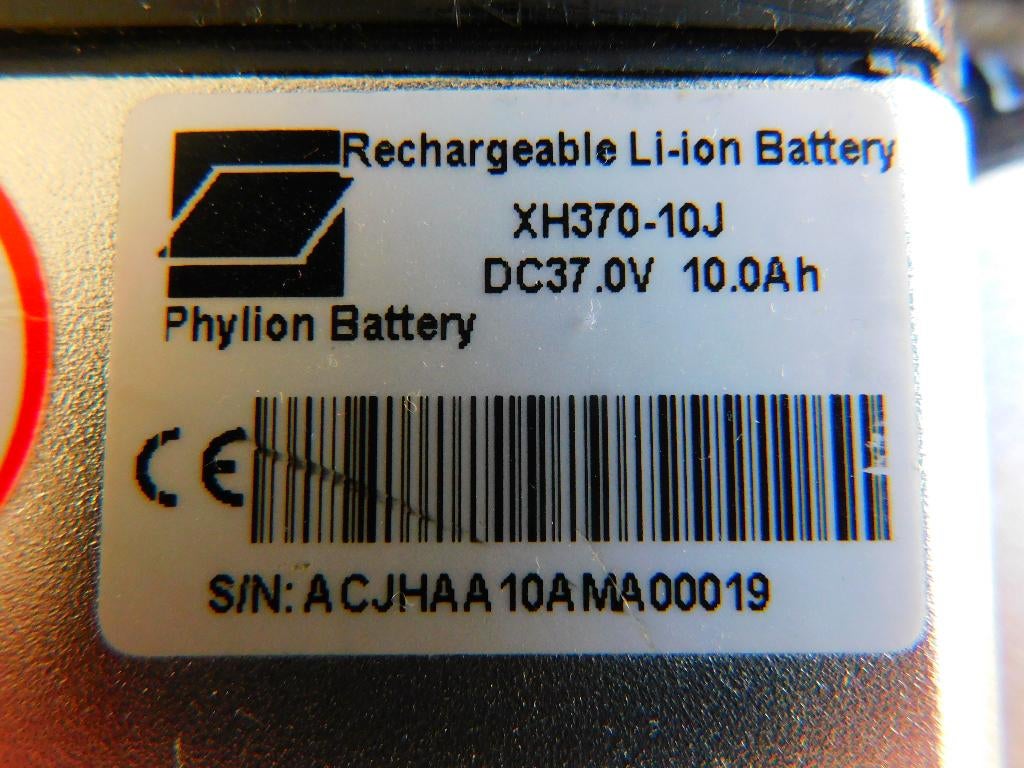 Rechargeable Li-ion Battery
XH370-10J
DC37.0V 10.0Ah
Phylion Battery
CE
S/N: ACJHAA10AMA00019